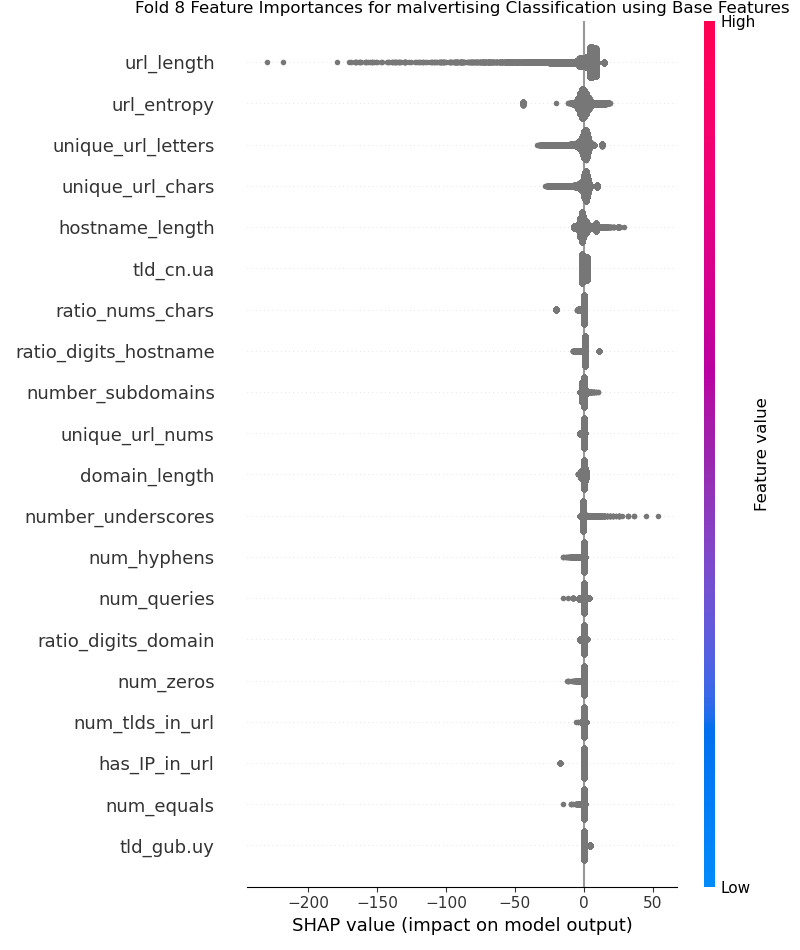 Fold 8 Feature Importances for malvertising Classification using Base Features
High
url_length
url_entropy
unique_url_letters
unique_url_chars
hostname_length
tld_cn.ua
ratio_nums_chars
ratio_digits_hostname
number_subdomains
unique_url_nums
domain_length
number_underscores
num_hyphens
num_queries
ratio_digits_domain
num_zeros
num_tlds_in_url
has_IP_in_url
num_equals
tld_gub.uy
Feature value
Low
−200 −150 −100 −50 0 50
SHAP value (impact on model output)